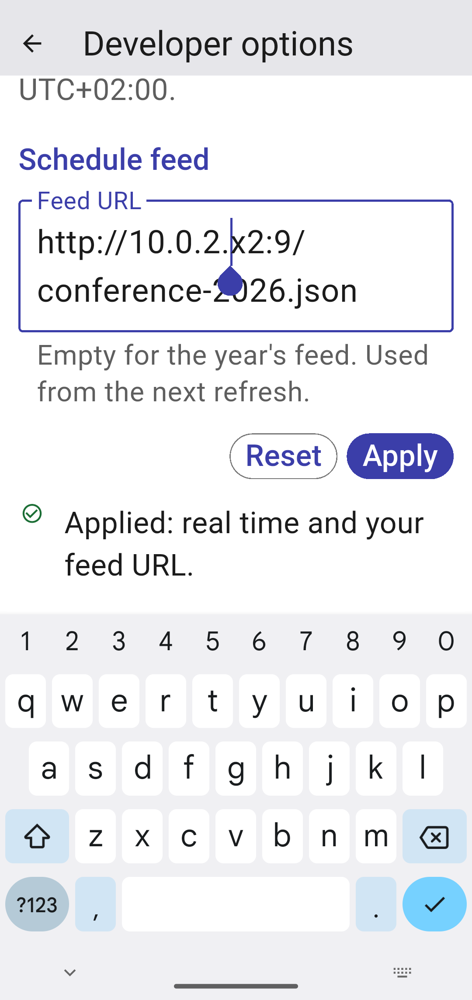 Developer options
UTC+02:00.
Schedule feed
Feed URL
http://10.0.2.x2:9/
conference-2026.json
Empty for the year's feed. Used
from the next refresh.
Reset Apply
Applied: real time and your
feed URL.
1 2 3 4 5 6 7 8 9 0
q w e r t y u i o p
a s d f g h j k l
z x c v b n m
?123 , .